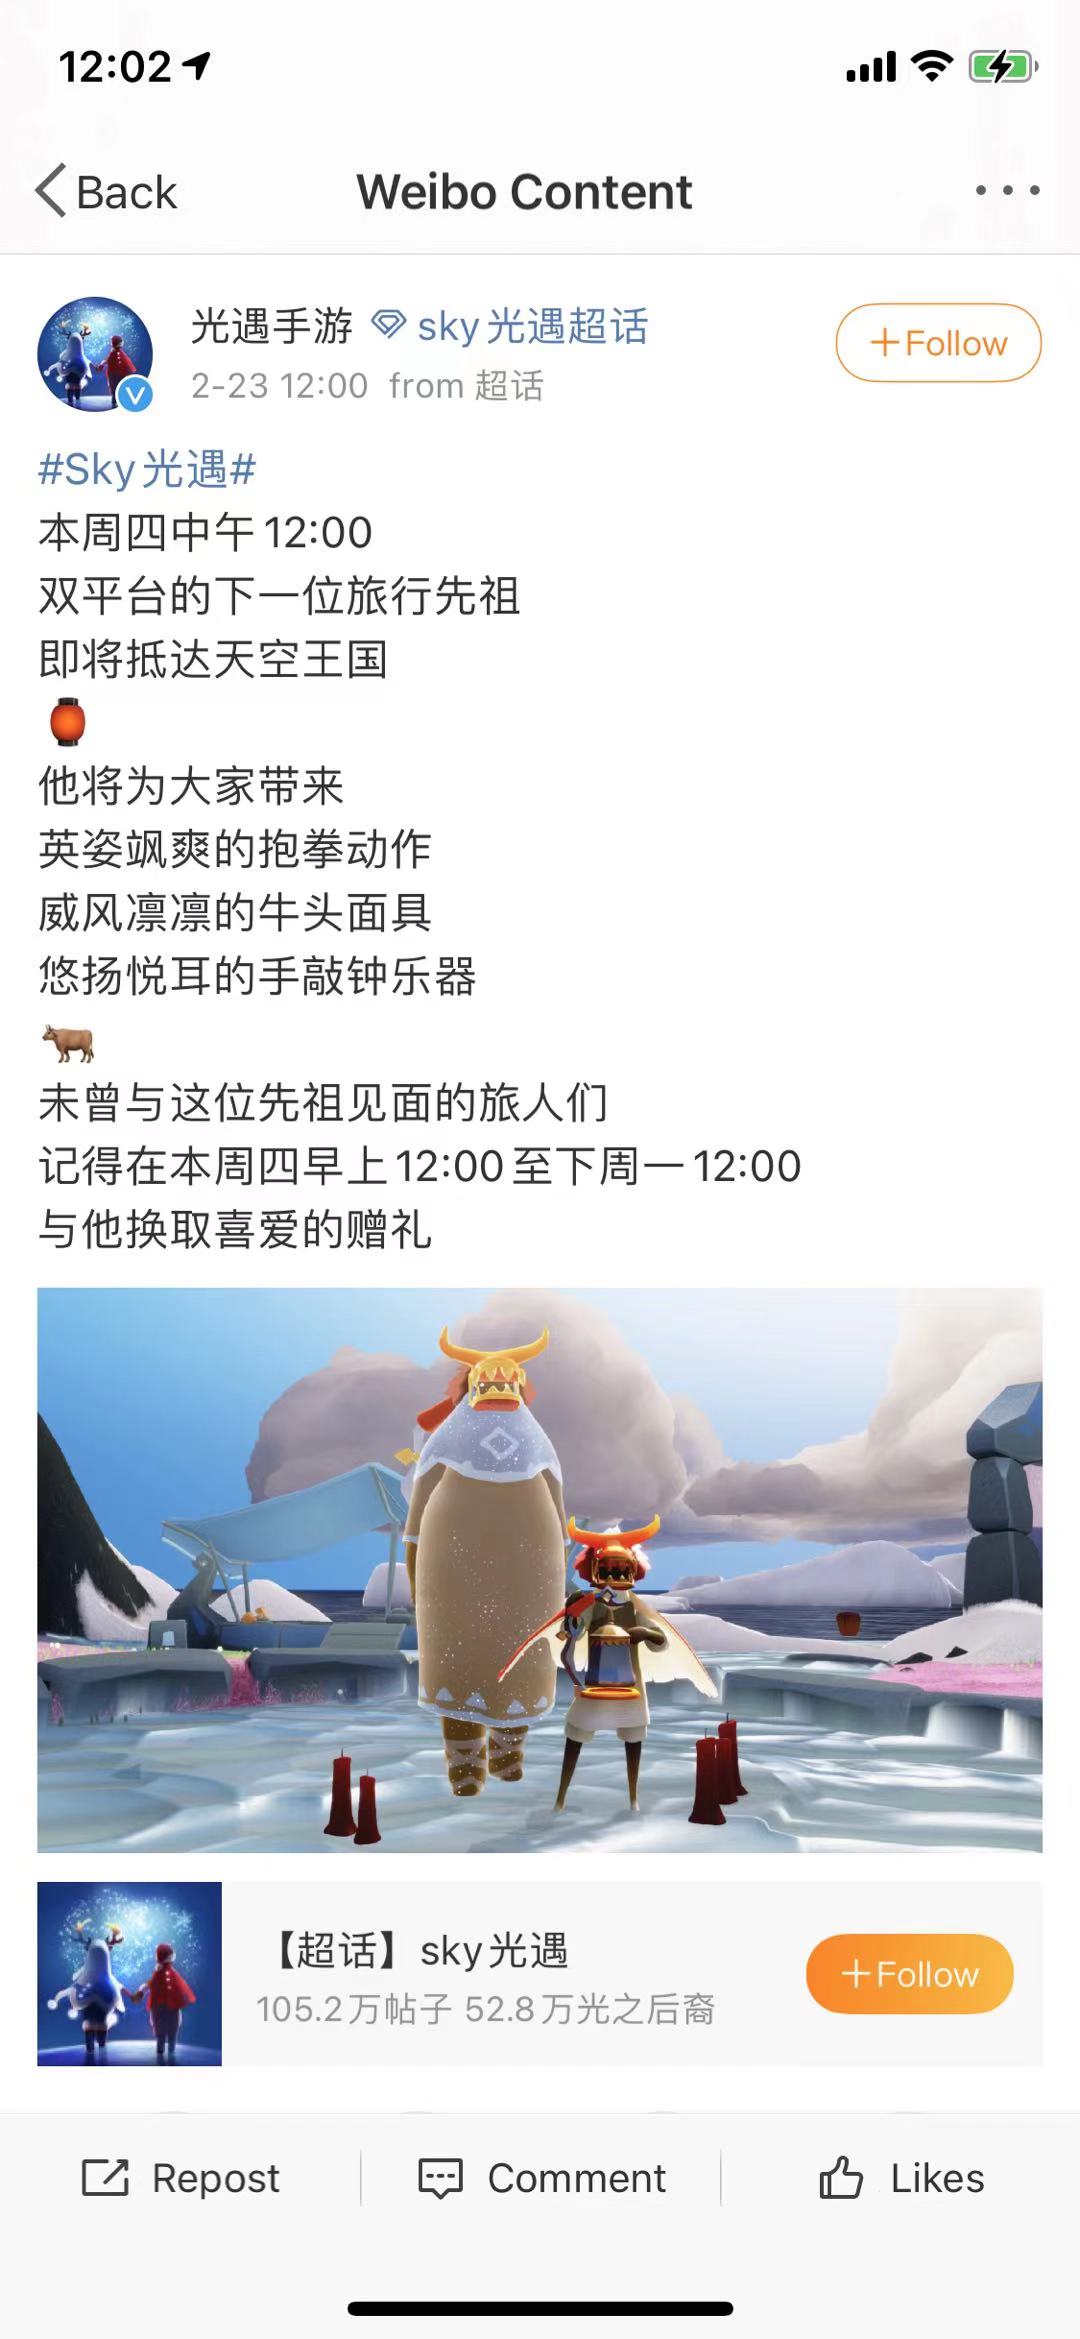 12:02
Back
Weibo Content
光遇手游 sky光遇超话
+Follow
2-23 12:00 from 超话
#Sky光遇#
本周四中午12:00
双平台的下一位旅行先祖
即将抵达天空王国
他将为大家带来
英姿飒爽的抱拳动作
威风凛凛的牛头面具
悠扬悦耳的手敲钟乐器
未曾与这位先祖见面的旅人们
记得在本周四早上12:00至下周一12:00
与他换取喜爱的赠礼
【超话】sky光遇
105.2万帖子 52.8万光之后裔
+Follow
Repost
Comment
Likes